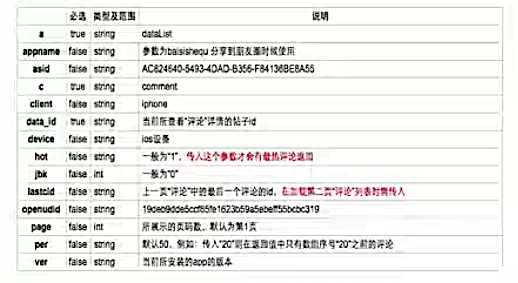 必选 类型及范围 说明
a true string dataList
appname false string 参数为baisishequ 分享到朋友圈时候使用
asid false string AC824640-5493-4DAD-B356-F84136BE8A55
c true string comment
client false string iphone
data_id true string 当前所查看"评论"详情的帖子id
device false string ios设备
hot false string 一般为"1"，传入这个参数才会有最热评论返回
jbk false int 一般为"0"
lastcid false string 上一页"评论"中的最后一个评论的id，在加载第二页"评论"列表时需传入
openudid false string 19deb9dde5ccf65fe1623b59a5ebeff55bcbc319
page false int 所展示的页码数，默认为第1页
per false string 默认50，例如：传入"20"则在返回值中只有数组序号"20"之前的评论
ver false string 当前所安装的app的版本